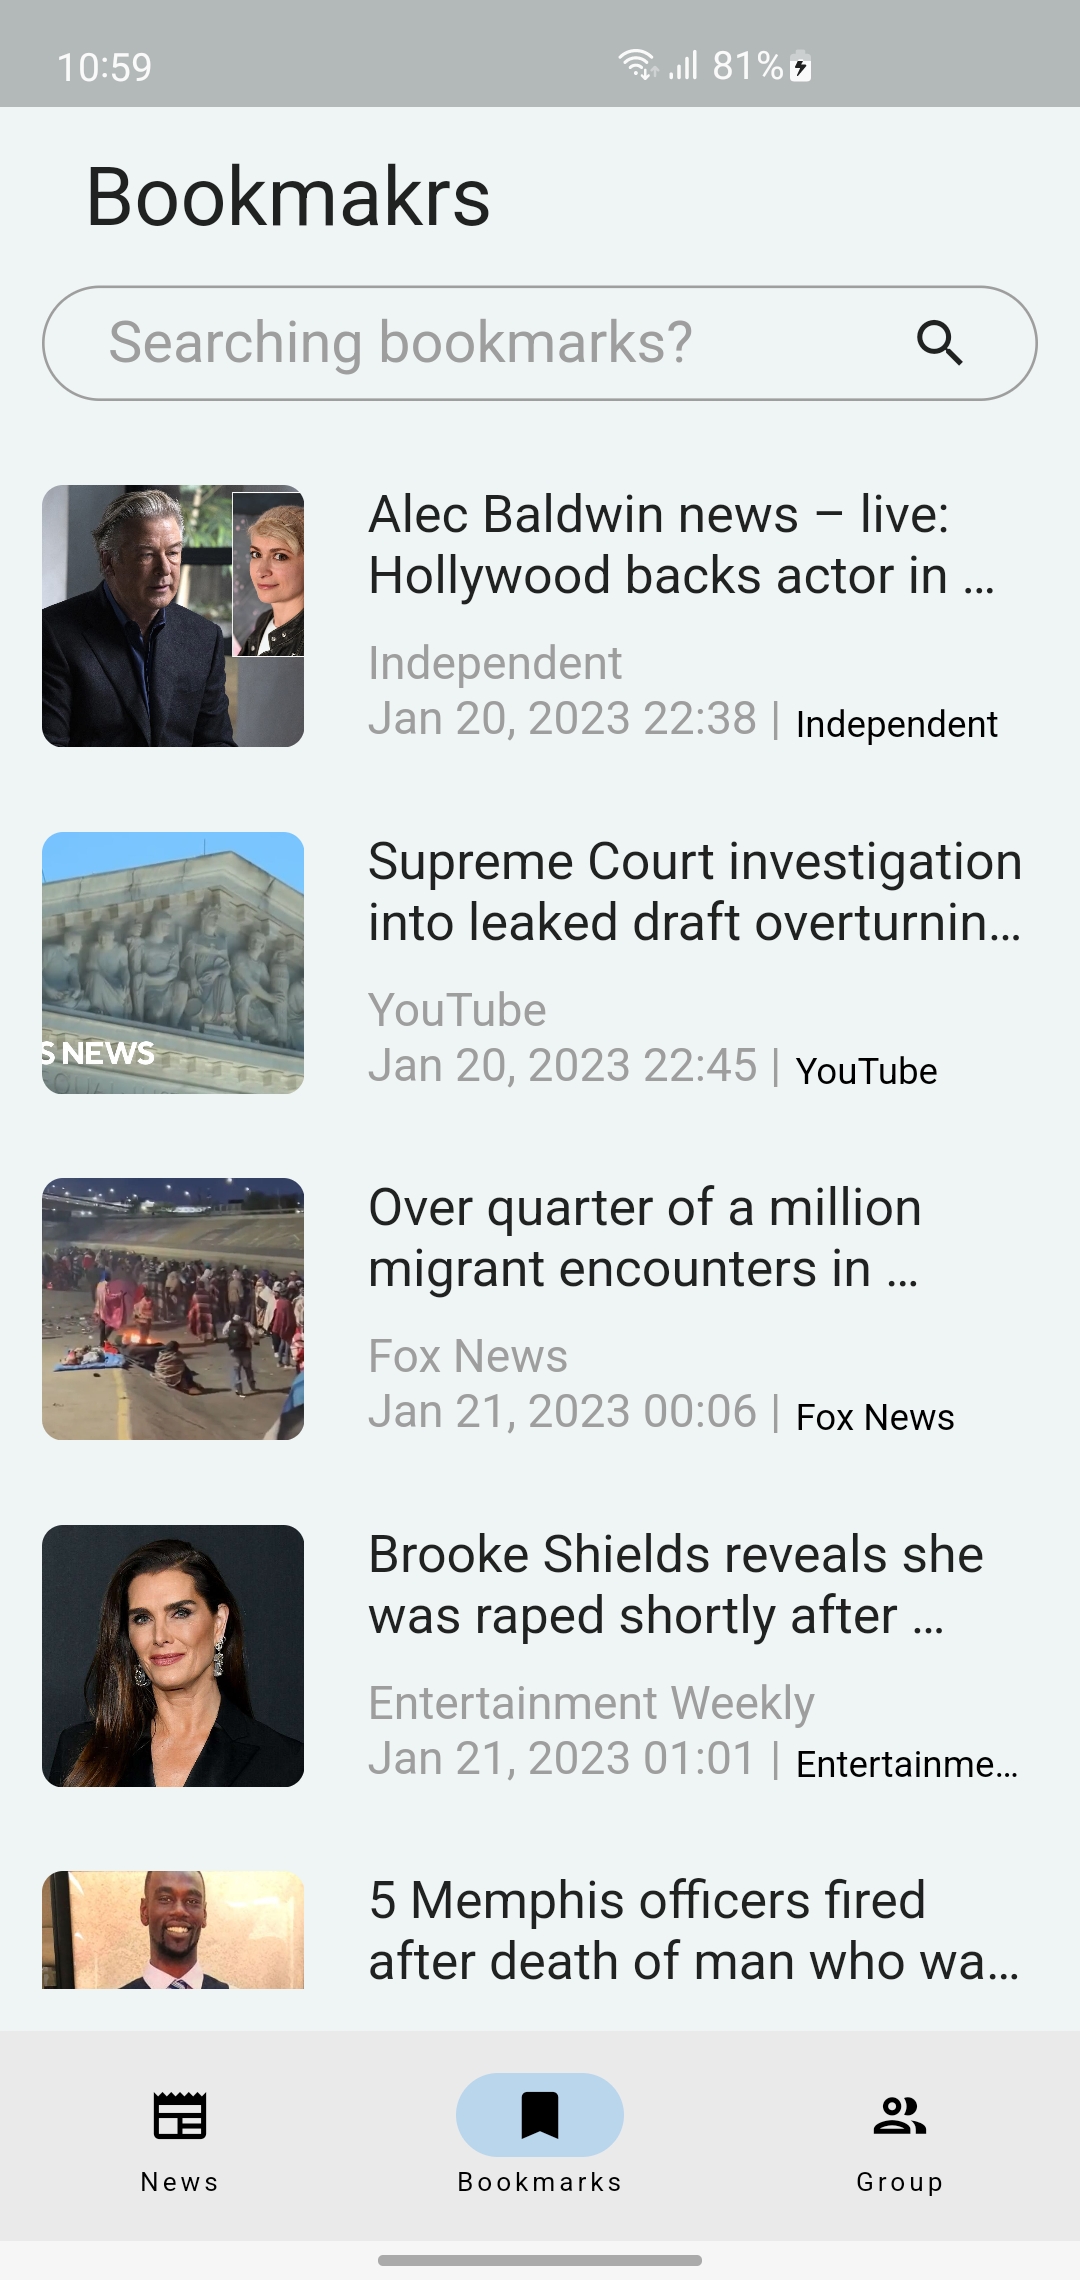 10:59
81%
Bookmakrs
Searching bookmarks?
Alec Baldwin news – live:
Hollywood backs actor in …
Independent
Jan 20, 2023 22:38 | Independent
Supreme Court investigation
into leaked draft overturnin…
S NEWS
YouTube
Jan 20, 2023 22:45 | YouTube
Over quarter of a million
migrant encounters in …
Fox News
Jan 21, 2023 00:06 | Fox News
Brooke Shields reveals she
was raped shortly after …
Entertainment Weekly
Jan 21, 2023 01:01 | Entertainme…
5 Memphis officers fired
after death of man who wa…
News
Bookmarks
Group